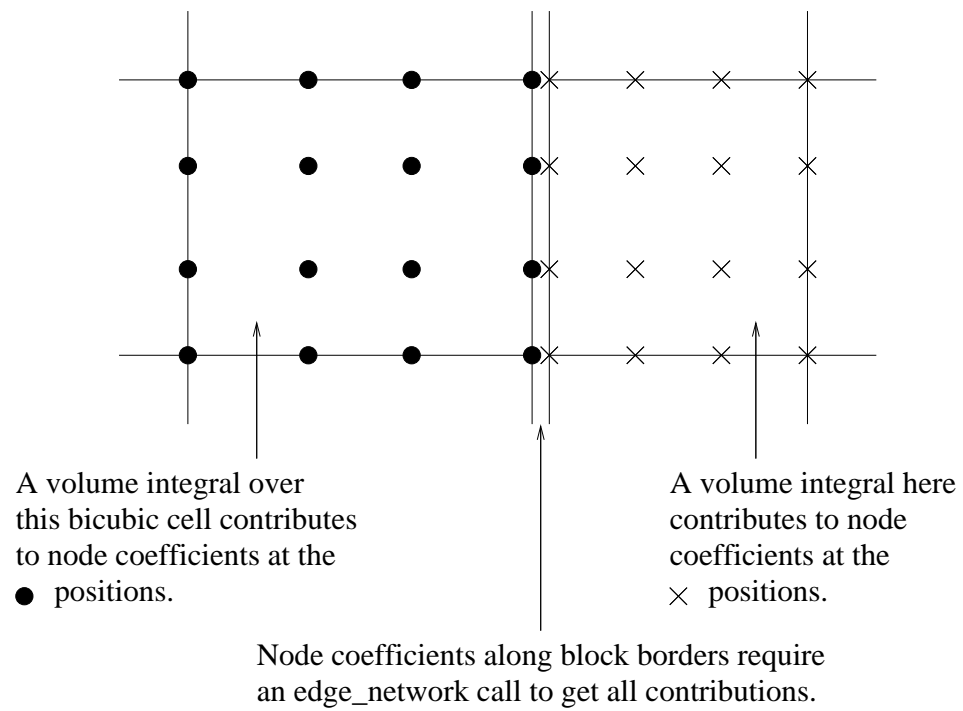 A volume integral over
this bicubic cell contributes
to node coefficients at the
● positions.
A volume integral here
contributes to node
coefficients at the
× positions.
Node coefficients along block borders require
an edge_network call to get all contributions.